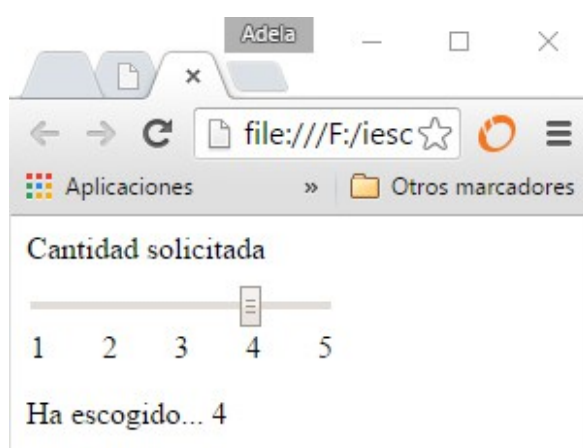 Adela
file:///F:/iesc
Aplicaciones » Otros marcadores
Cantidad solicitada
1 2 3 4 5
Ha escogido... 4